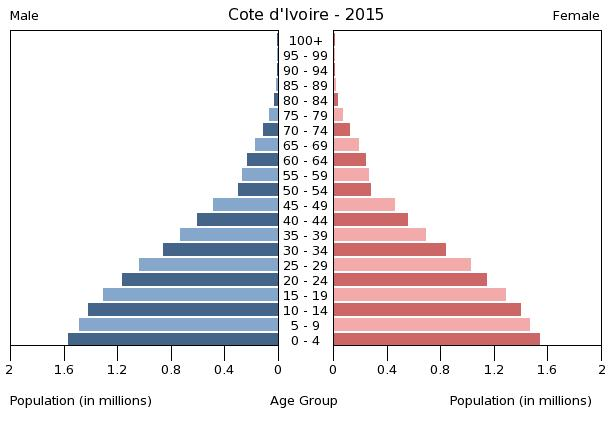 Cote d'Ivoire - 2015
Male
Female
100+
95 - 99
90 - 94
85 - 89
80 - 84
75 - 79
70 - 74
65 - 69
60 - 64
55 - 59
50 - 54
45 - 49
40 - 44
35 - 39
30 - 34
25 - 29
20 - 24
15 - 19
10 - 14
5 - 9
0 - 4
2 1.6 1.2 0.8 0.4 0 0 0.4 0.8 1.2 1.6 2
Population (in millions) Age Group Population (in millions)